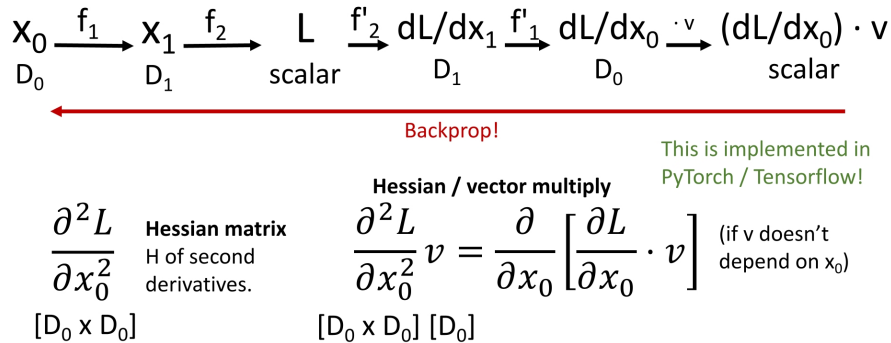 x₀ f₁ x₁ f₂ L f'₂ dL/dx₁ f'₁ dL/dx₀ · v (dL/dx₀) · v
D₀ D₁ scalar D₁ D₀ scalar
Backprop!
This is implemented in
PyTorch / Tensorflow!
Hessian / vector multiply
∂²L/∂x₀² Hessian matrix
H of second
derivatives.
∂²L/∂x₀² v = ∂/∂x₀ [∂L/∂x₀ · v]
(if v doesn't
depend on x₀)
[D₀ x D₀] [D₀ x D₀] [D₀]